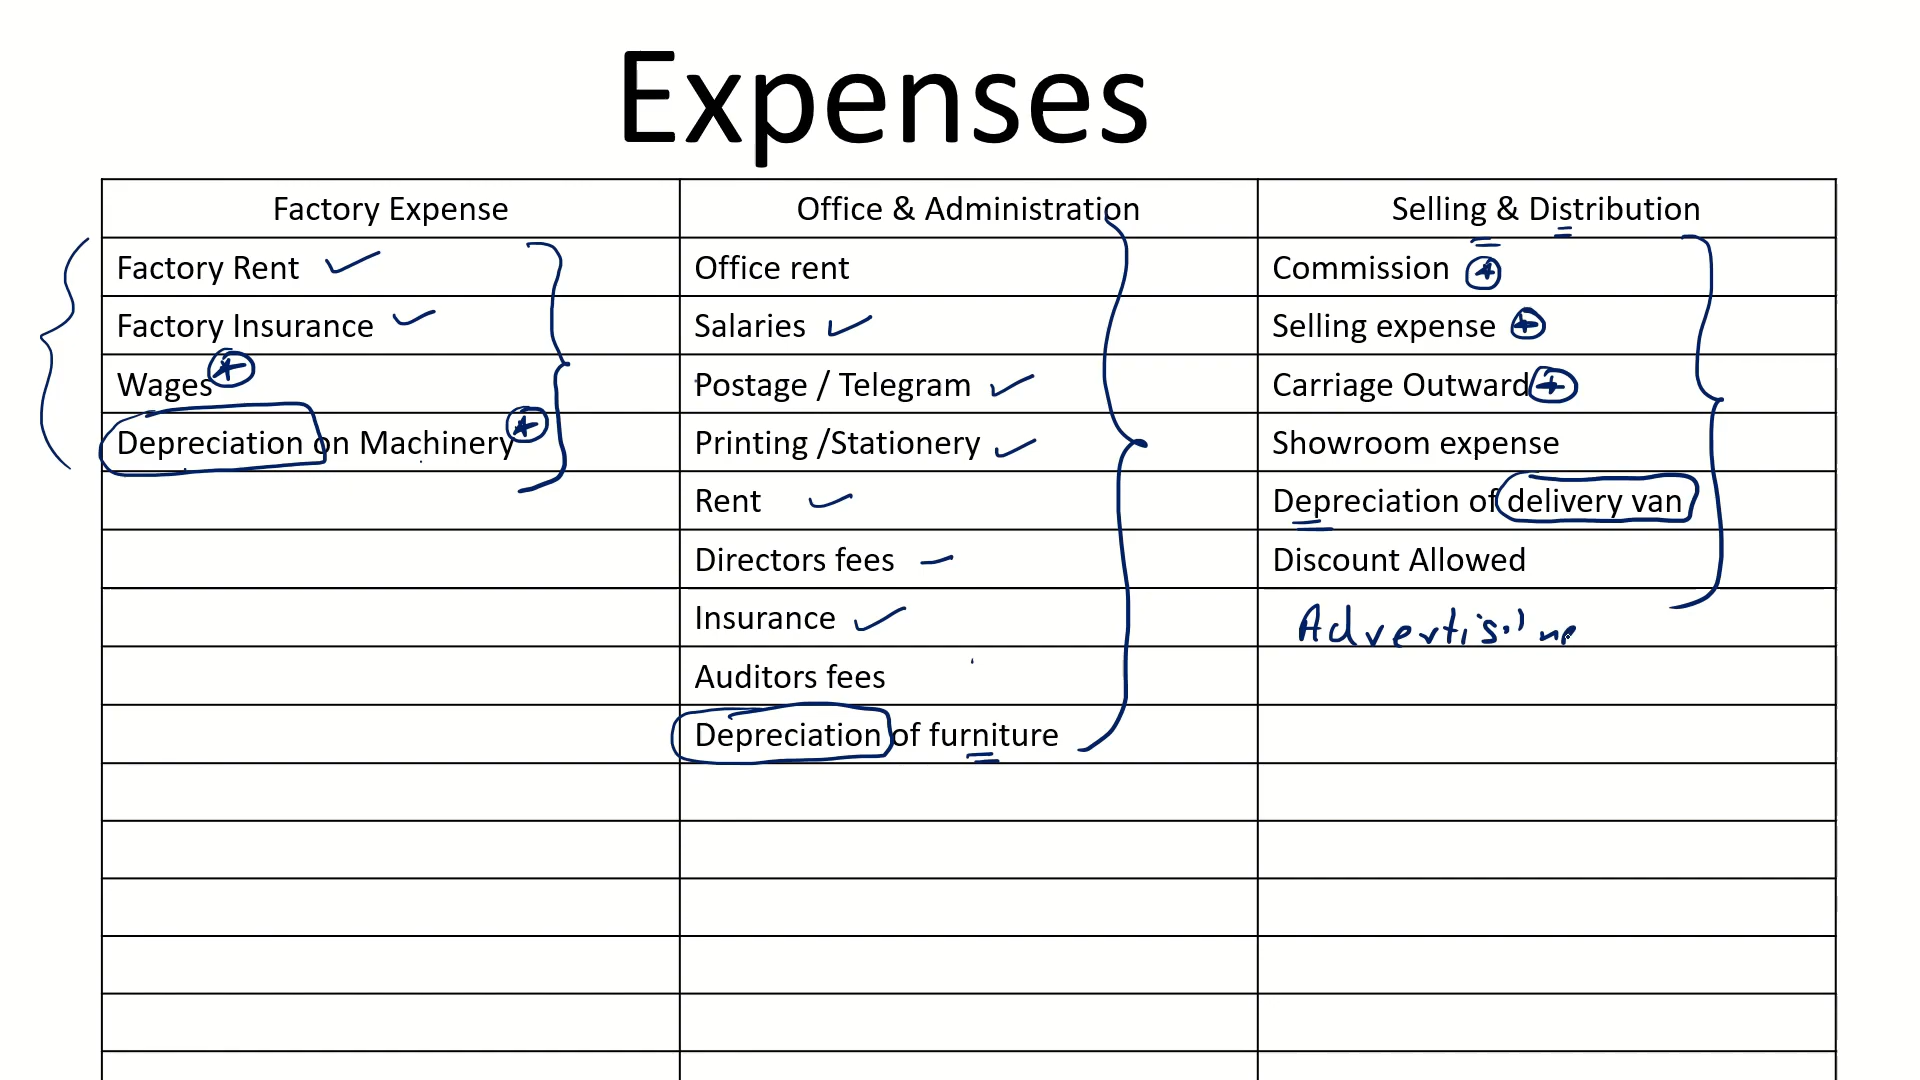 Expenses
Factory Expense Office & Administration Selling & Distribution
Factory Rent Office rent Commission
Factory Insurance Salaries Selling expense
Wages Postage / Telegram Carriage Outward
Depreciation on Machinery Printing /Stationery Showroom expense
Rent Depreciation of delivery van
Directors fees Discount Allowed
Insurance Advertisin
Auditors fees
Depreciation of furniture